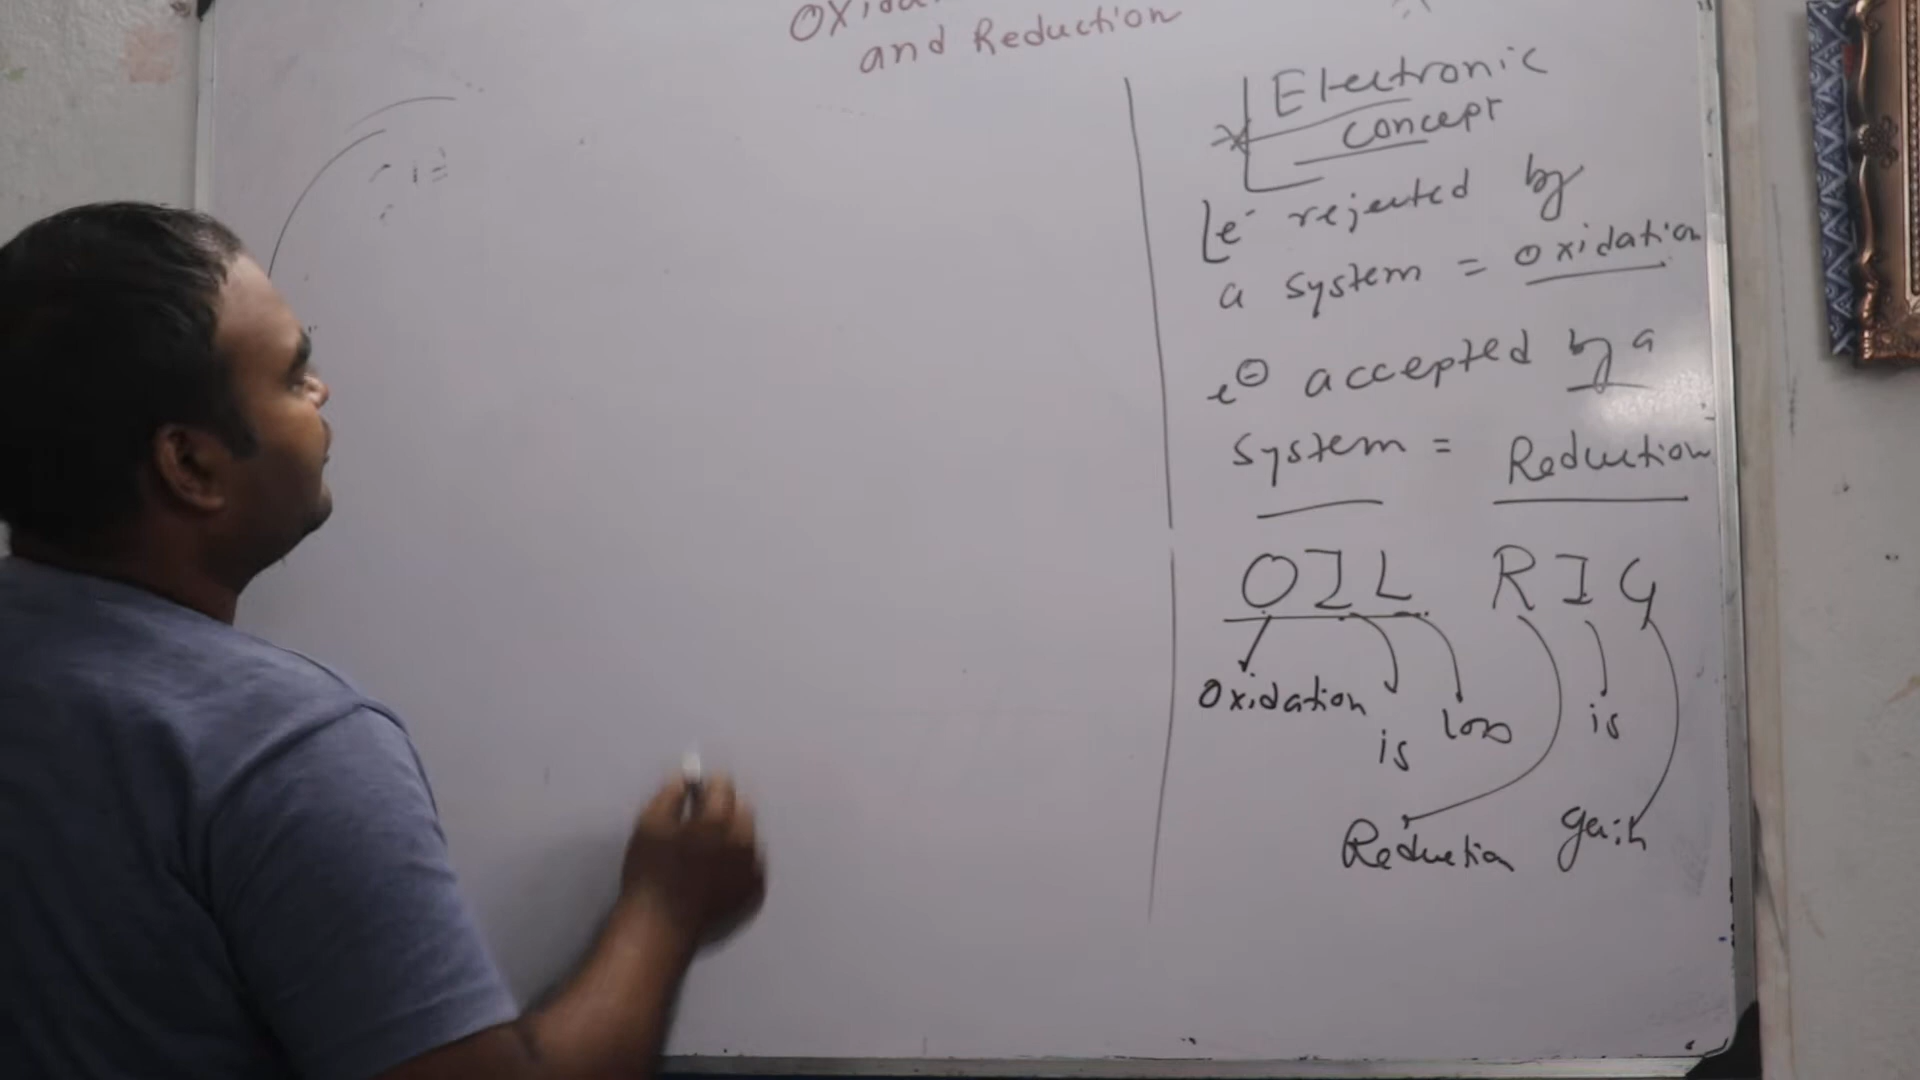 and Reduction
Electronic
concept
e⁻ rejected by
a system = oxidation
e⊖ accepted by a
system = Reduction
OIL RIG
Oxidation
is
loss
is
Reduction
gain